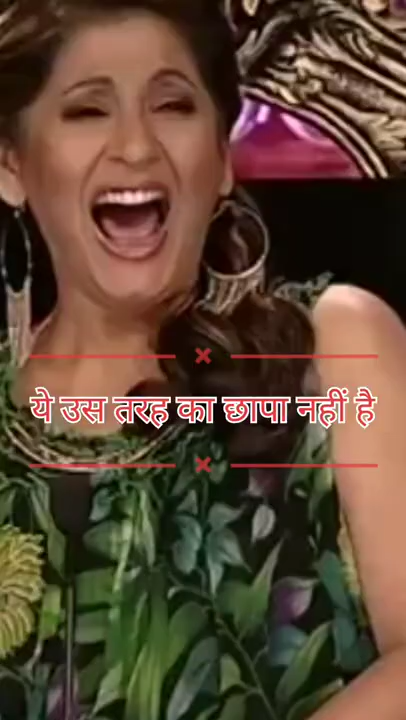 ये उस तरह का छापा नहीं है